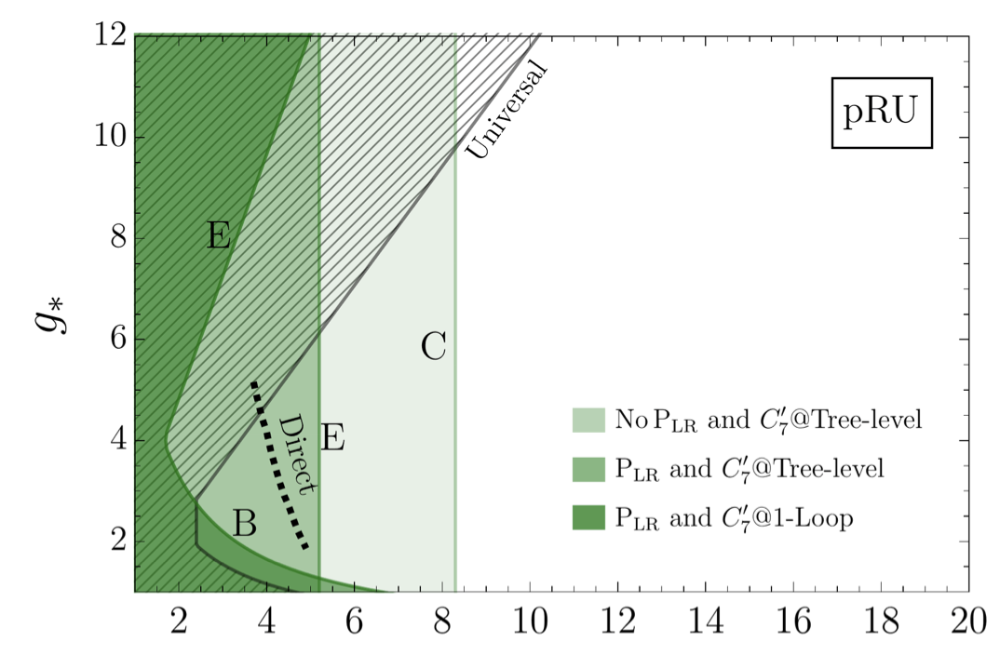 12
10
8
6
4
2
g*
pRU
Universal
E
C
E
Direct
B
No P_LR and C′_7@Tree-level
P_LR and C′_7@Tree-level
P_LR and C′_7@1-Loop
2 4 6 8 10 12 14 16 18 20